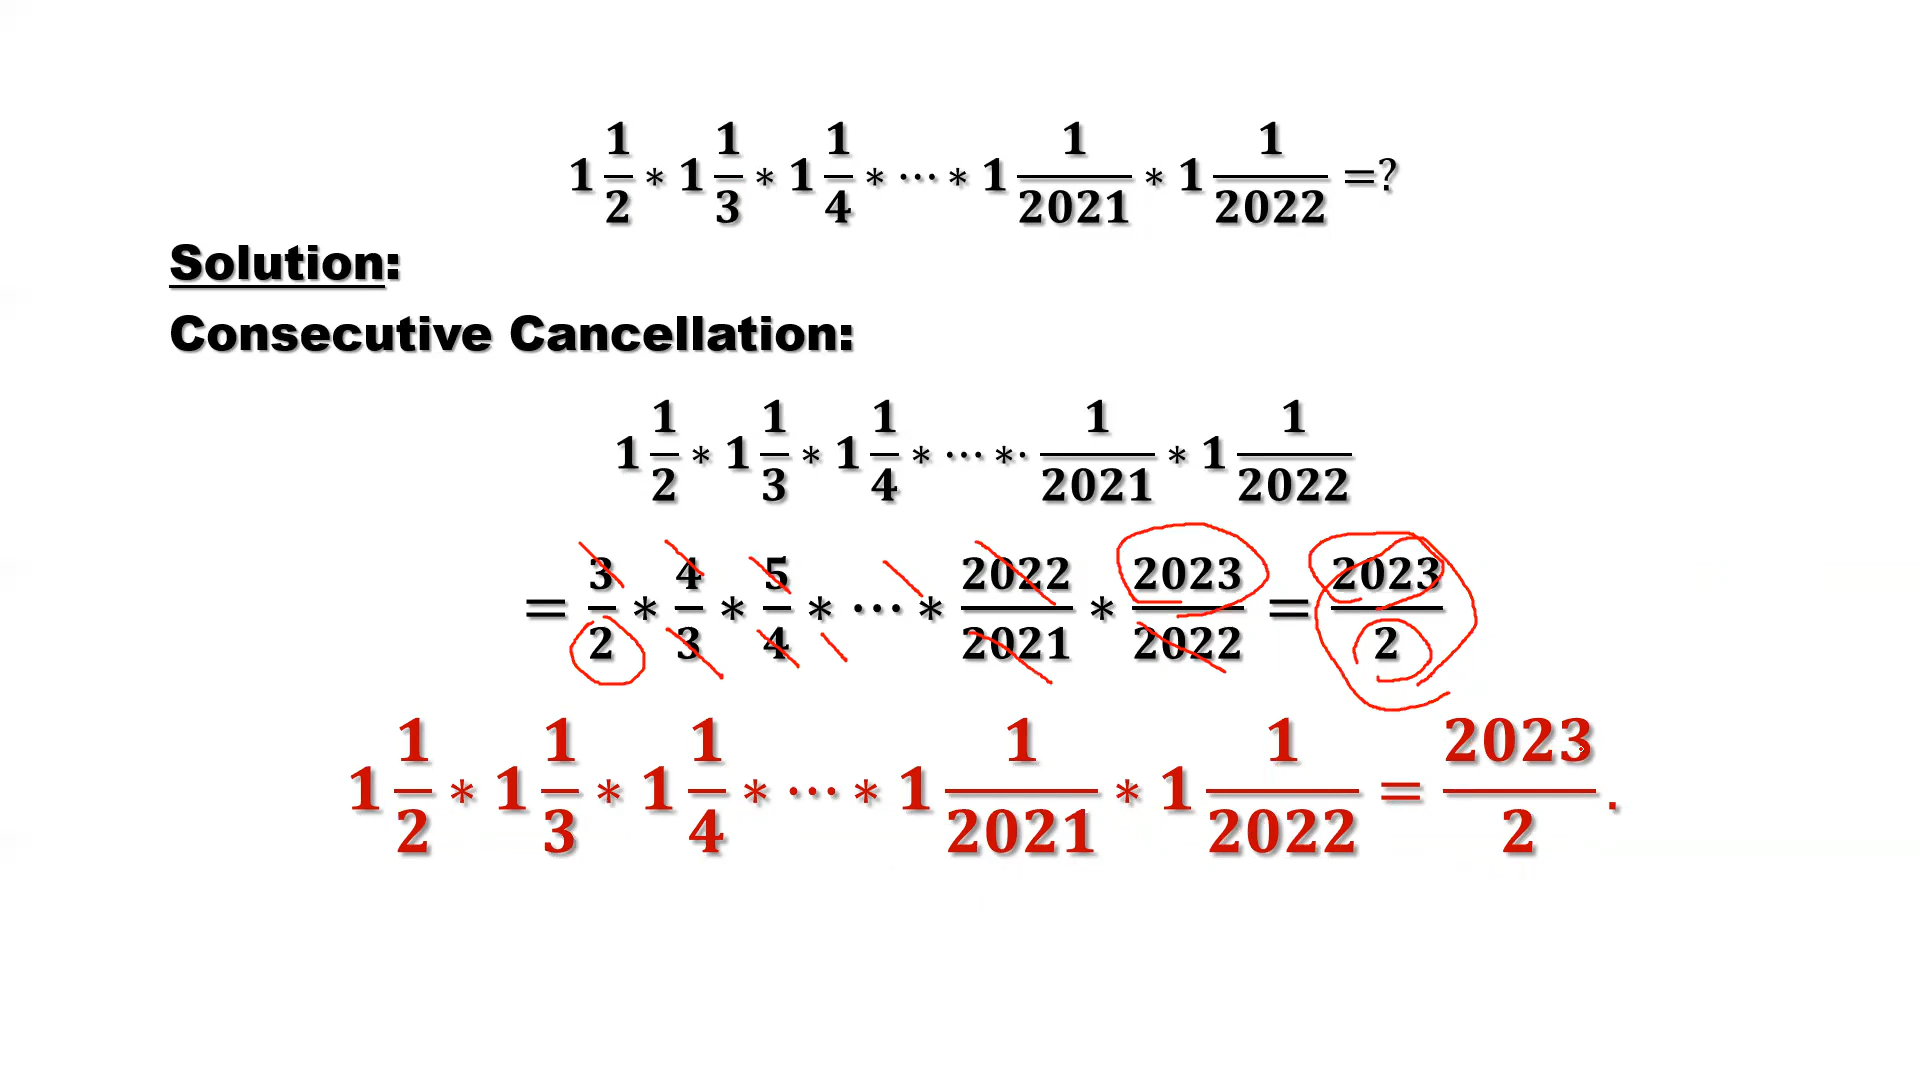 1 1/2 * 1 1/3 * 1 1/4 * ⋯ * 1 1/2021 * 1 1/2022 =?
Solution:
Consecutive Cancellation:
1 1/2 * 1 1/3 * 1 1/4 * ⋯ *· 1/2021 * 1 1/2022
= 3/2 * 4/3 * 5/4 * ⋯ * 2022/2021 * 2023/2022 = 2023/2
1 1/2 * 1 1/3 * 1 1/4 * ⋯ * 1 1/2021 * 1 1/2022 = 2023/2 .